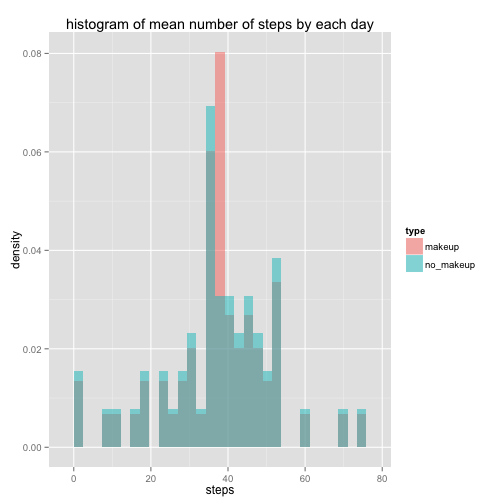 histogram of mean number of steps by each day
0.08
0.06
0.04
0.02
0.00
density
0 20 40 60 80
steps
type
makeup
no_makeup